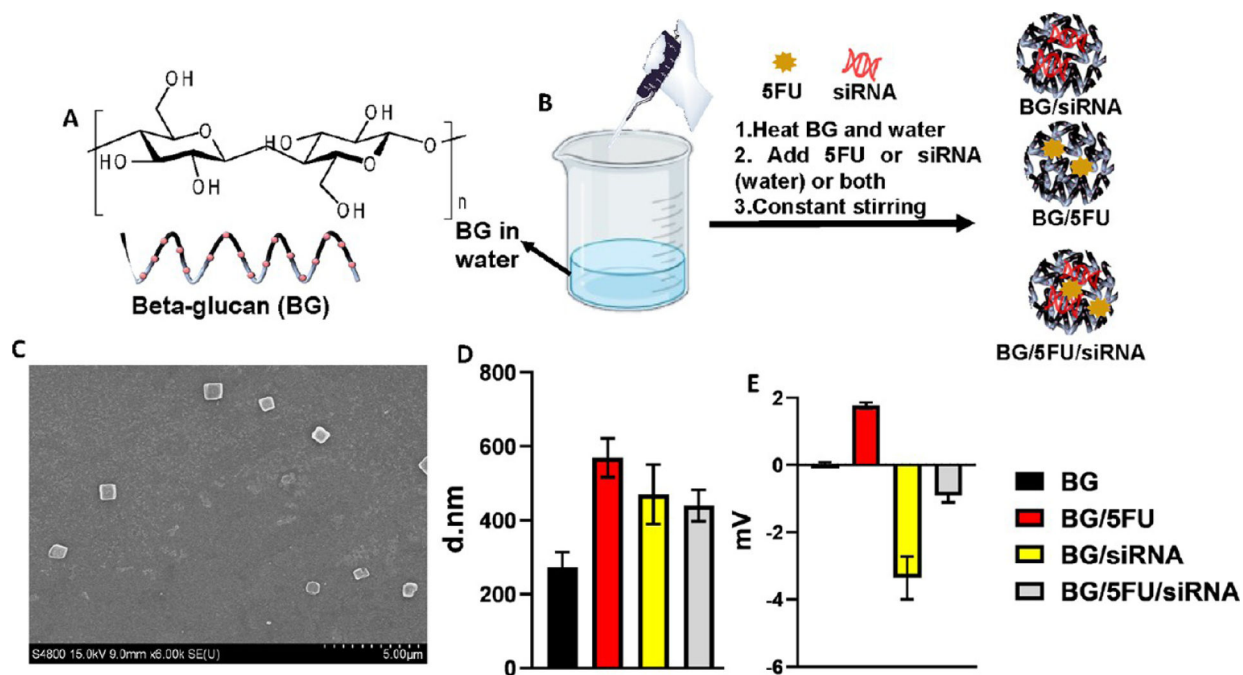 A
OH
HO
O
HO
OH
HO
OH
O
O
OH
n
Beta-glucan (BG)
B
BG in
water
5FU
siRNA
1.Heat BG and water
2. Add 5FU or siRNA
(water) or both
3.Constant stirring
BG/siRNA
BG/5FU
BG/5FU/siRNA
C
S4800 15.0kV 9.0mm x6.00k SE(U)
5.00μm
D
800
600
400
200
0
d.nm
E
2
0
-2
-4
-6
mV
BG
BG/5FU
BG/siRNA
BG/5FU/siRNA